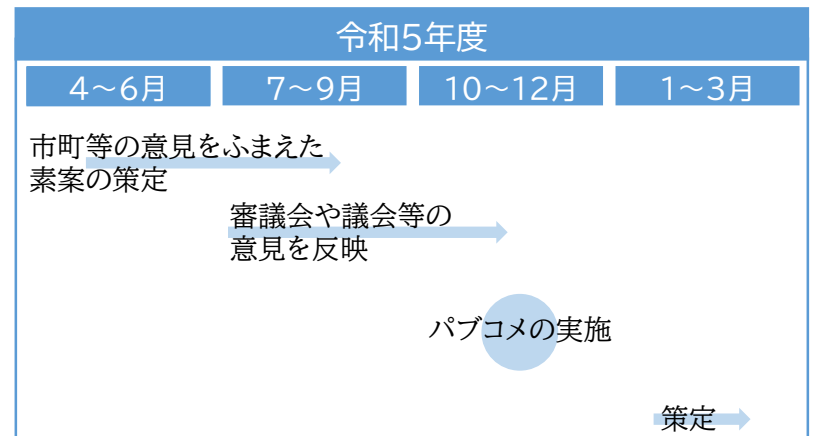 令和5年度
4～6月
7～9月
10～12月
1～3月
市町等の意見をふまえた
素案の策定
審議会や議会等の
意見を反映
パブコメの実施
策定